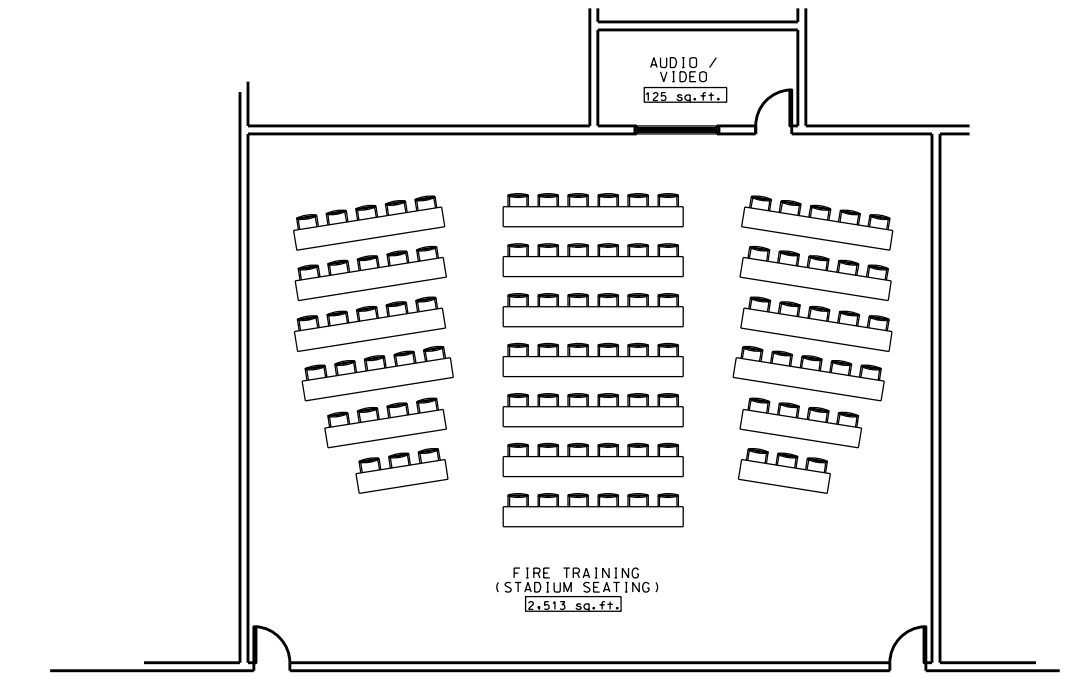 AUDIO /
VIDEO
125 sq.ft.
FIRE TRAINING
(STADIUM SEATING)
2,513 sq.ft.